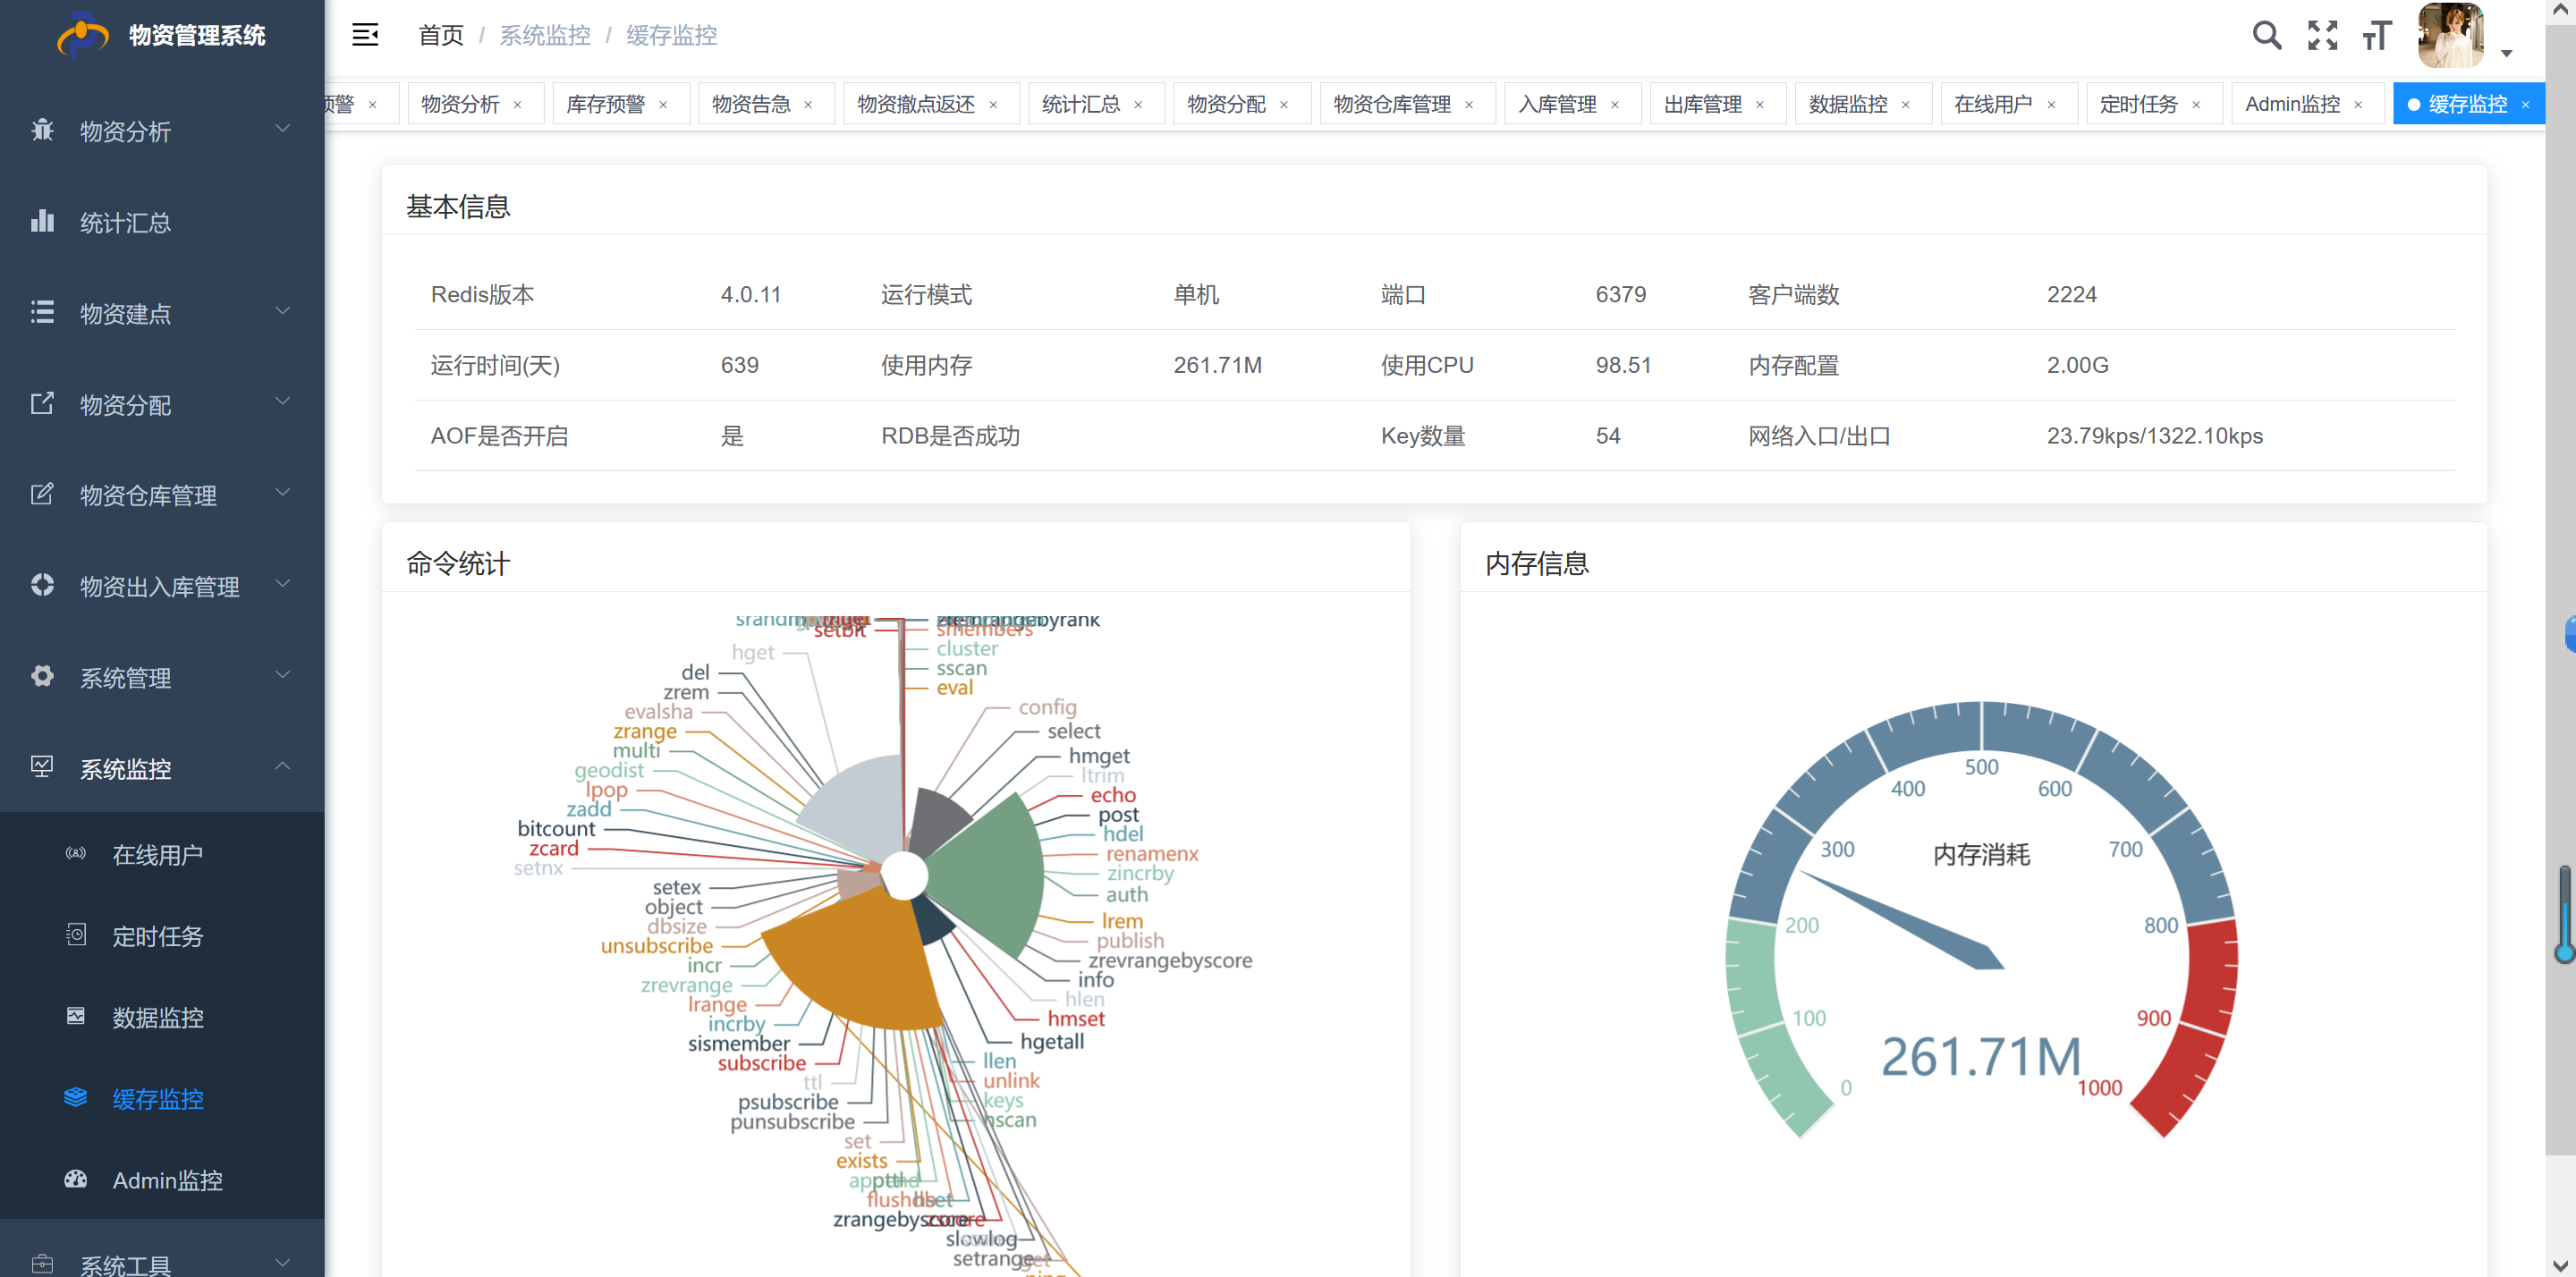 物资管理系统
首页 / 系统监控 / 缓存监控
预警 ×
物资分析 ×
库存预警 ×
物资告急 ×
物资撤点返还 ×
统计汇总 ×
物资分配 ×
物资仓库管理 ×
入库管理 ×
出库管理 ×
数据监控 ×
在线用户 ×
定时任务 ×
Admin监控 ×
缓存监控 ×
物资分析
统计汇总
物资建点
物资分配
物资仓库管理
物资出入库管理
系统管理
系统监控
在线用户
定时任务
数据监控
缓存监控
Admin监控
系统工具
基本信息
Redis版本 4.0.11 运行模式 单机 端口 6379 客户端数 2224
运行时间(天) 639 使用内存 261.71M 使用CPU 98.51 内存配置 2.00G
AOF是否开启 是 RDB是否成功 Key数量 54 网络入口/出口 23.79kps/1322.10kps
命令统计
setbit
hget
del
zrem
evalsha
zrange
multi
geodist
lpop
zadd
bitcount
zcard
setnx
setex
object
dbsize
unsubscribe
incr
zrevrange
lrange
incrby
sismember
subscribe
ttl
psubscribe
punsubscribe
set
exists
flushdb
zrangebyscore
slowlog
setrange
smembers
cluster
sscan
eval
config
select
hmget
ltrim
echo
post
hdel
renamenx
zincrby
auth
lrem
publish
zrevrangebyscore
info
hlen
hmset
hgetall
llen
unlink
keys
hscan
内存信息
0
100
200
300
400
500
600
700
800
900
1000
内存消耗
261.71M